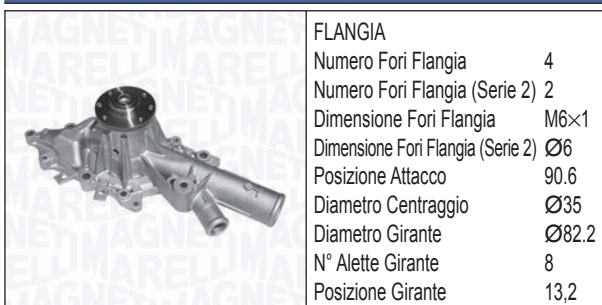 FLANGIA
Numero Fori Flangia 4
Numero Fori Flangia (Serie 2) 2
Dimensione Fori Flangia M6×1
Dimensione Fori Flangia (Serie 2) Ø6
Posizione Attacco 90.6
Diametro Centraggio Ø35
Diametro Girante Ø82.2
N° Alette Girante 8
Posizione Girante 13,2
MAGNETI MARELLI